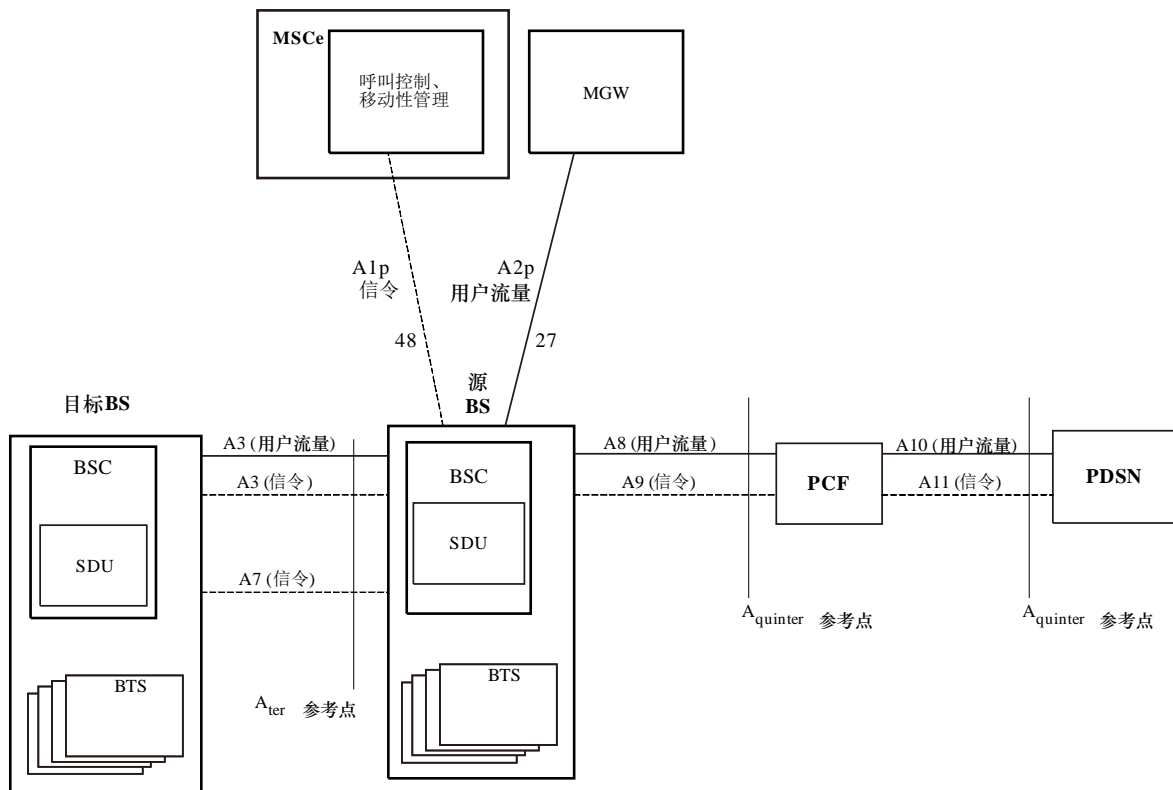 MSCe
呼叫控制、
移动性管理
MGW
A1p
信令
A2p
用户流量
48
27
源
BS
目标BS
BSC
SDU
BTS
A3 (用户流量)
A3 (信令)
A7 (信令)
Ater 参考点
BSC
SDU
BTS
A8 (用户流量)
A9 (信令)
PCF
A10 (用户流量)
A11 (信令)
PDSN
Aquinter 参考点
Aquinter 参考点